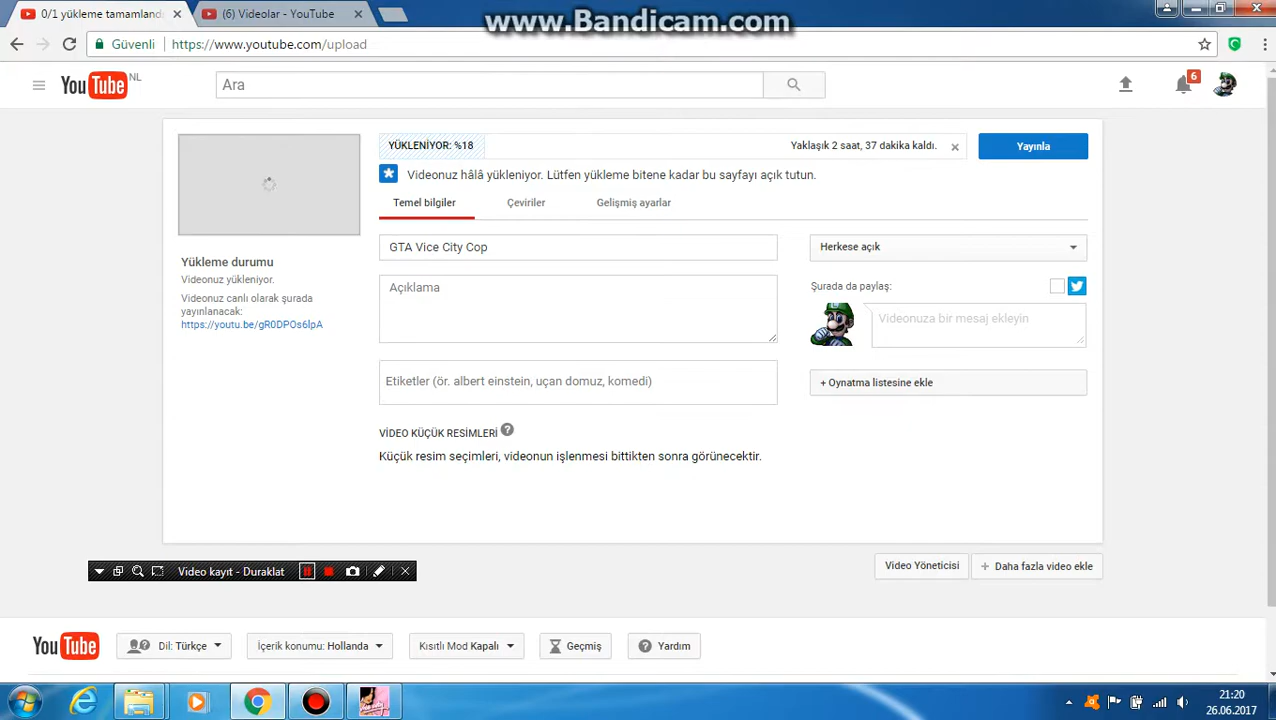 www.Bandicam.com
0/1 yükleme tamamland
(6) Videolar - YouTube
Güvenli
https://www.youtube.com/upload
YouTube NL
Ara
6
YÜKLENİYOR: %18
Yaklaşık 2 saat, 37 dakika kaldı.
Yayınla
Videonuz hâlâ yükleniyor. Lütfen yükleme bitene kadar bu sayfayı açık tutun.
Temel bilgiler
Çeviriler
Gelişmiş ayarlar
GTA Vice City Cop
Herkese açık
Yükleme durumu
Videonuz yükleniyor.
Videonuz canlı olarak şurada
yayınlanacak:
https://youtu.be/gR0DPOs6lpA
Açıklama
Şurada da paylaş:
Videonuza bir mesaj ekleyin
Etiketler (ör. albert einstein, uçan domuz, komedi)
+ Oynatma listesine ekle
VİDEO KÜÇÜK RESİMLERİ
Küçük resim seçimleri, videonun işlenmesi bittikten sonra görünecektir.
Video kayıt - Duraklat
Video Yöneticisi
+ Daha fazla video ekle
YouTube
Dil: Türkçe
İçerik konumu: Hollanda
Kısıtlı Mod Kapalı
Geçmiş
Yardım
21:20
26.06.2017